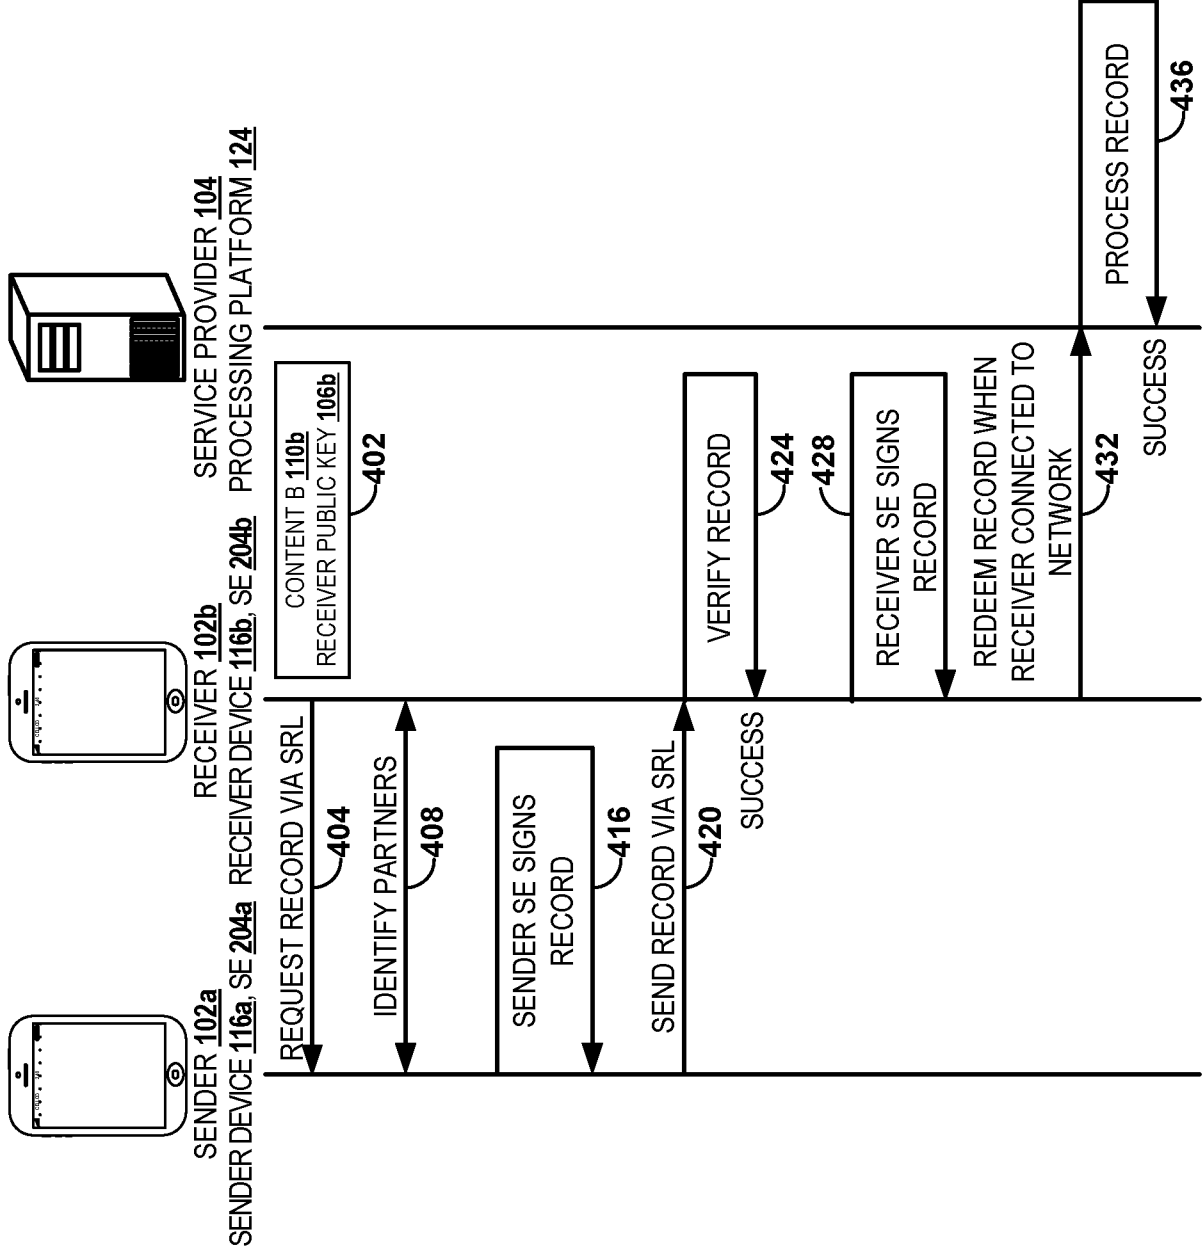 SENDER 102a
SENDER DEVICE 116a, SE 204a
RECEIVER 102b
RECEIVER DEVICE 116b, SE 204b
SERVICE PROVIDER 104
PROCESSING PLATFORM 124
CONTENT B 110b
RECEIVER PUBLIC KEY 106b
402
REQUEST RECORD VIA SRL
404
IDENTIFY PARTNERS
408
SENDER SE SIGNS
RECORD
416
SEND RECORD VIA SRL
420
VERIFY RECORD
424
SUCCESS
428
RECEIVER SE SIGNS
RECORD
REDEEM RECORD WHEN
RECEIVER CONNECTED TO
NETWORK
432
PROCESS RECORD
436
SUCCESS